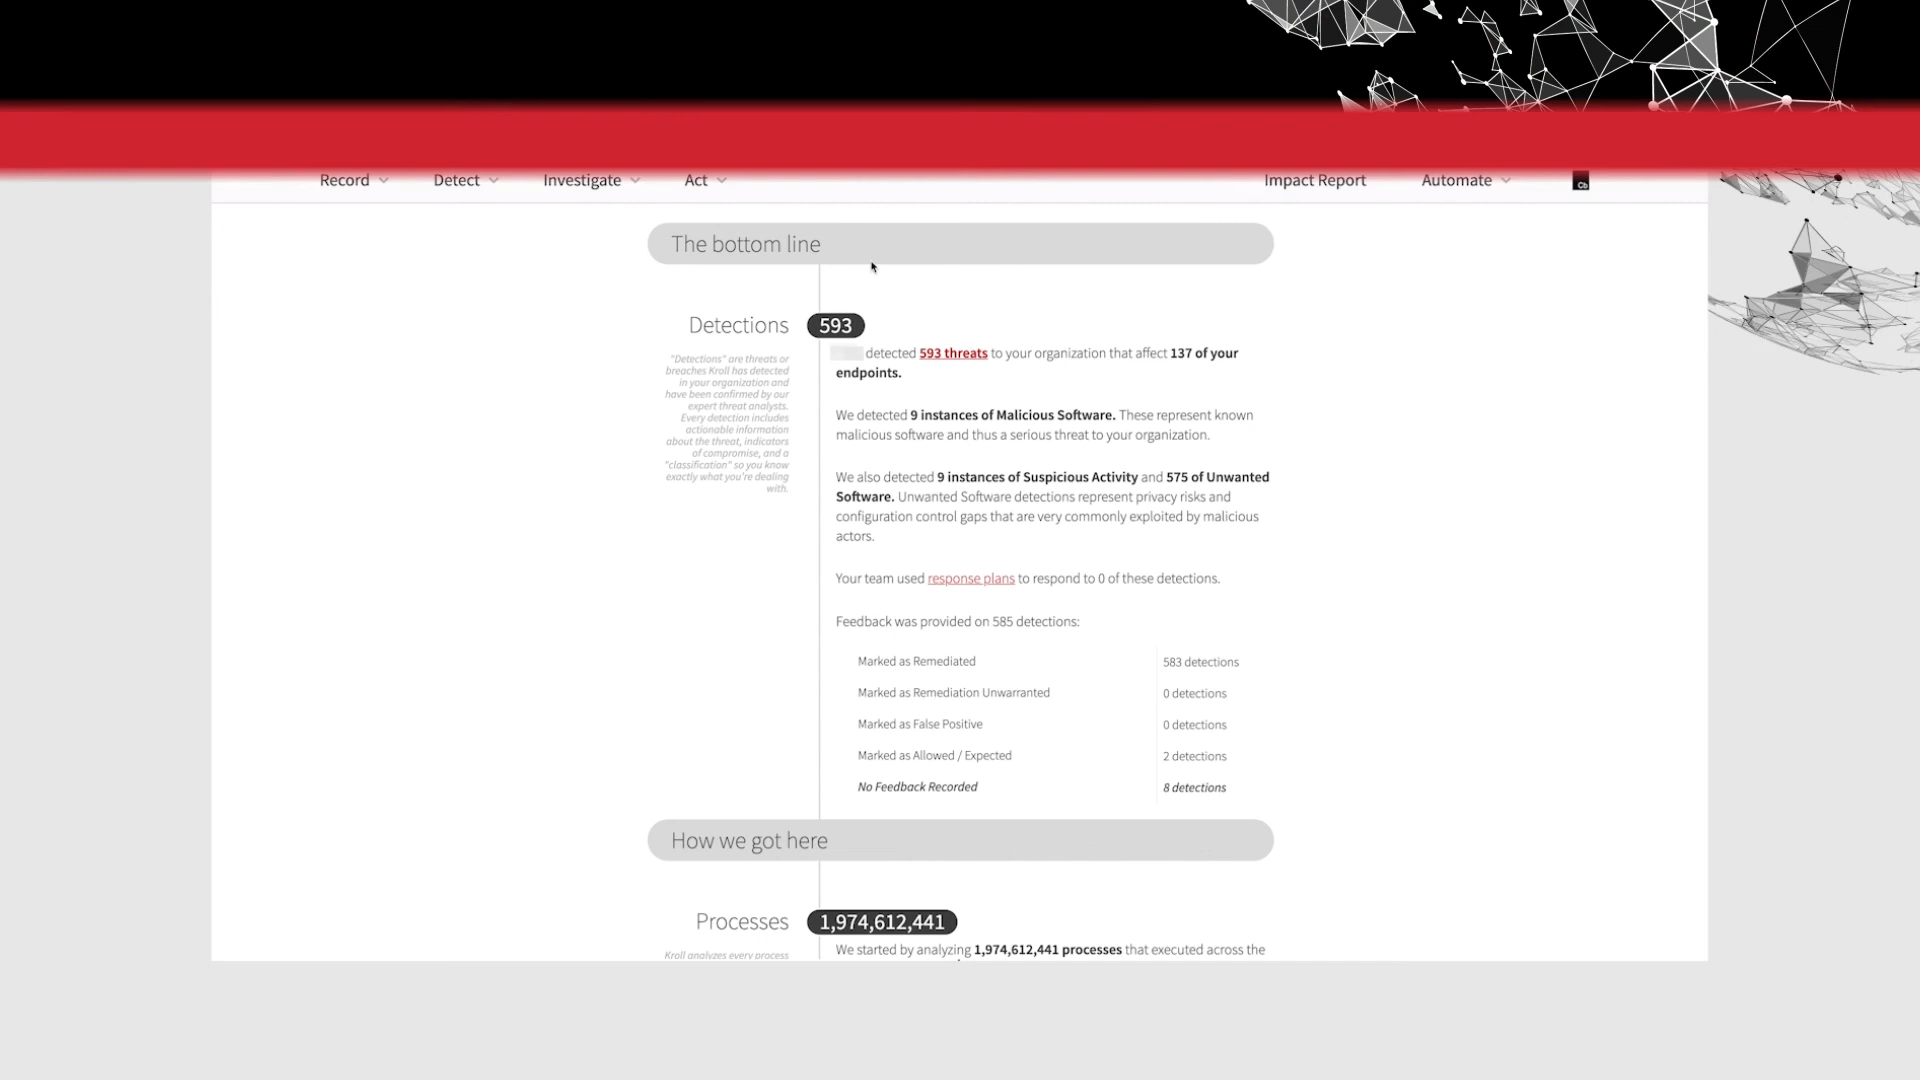 Record Detect Investigate Act Impact Report Automate Cb
The bottom line
Detections 593
"Detections" are threats or
breaches Kroll has detected
in your organization and
have been confirmed by our
expert threat analysts.
Every detection includes
actionable information
about the threat, indicators
of compromise, and a
"classification" so you know
exactly what you're dealing
with.
detected 593 threats to your organization that affect 137 of your
endpoints.
We detected 9 instances of Malicious Software. These represent known
malicious software and thus a serious threat to your organization.
We also detected 9 instances of Suspicious Activity and 575 of Unwanted
Software. Unwanted Software detections represent privacy risks and
configuration control gaps that are very commonly exploited by malicious
actors.
Your team used response plans to respond to 0 of these detections.
Feedback was provided on 585 detections:
Marked as Remediated 583 detections
Marked as Remediation Unwarranted 0 detections
Marked as False Positive 0 detections
Marked as Allowed / Expected 2 detections
No Feedback Recorded 8 detections
How we got here
Processes 1,974,612,441
Kroll analyzes every process
We started by analyzing 1,974,612,441 processes that executed across the